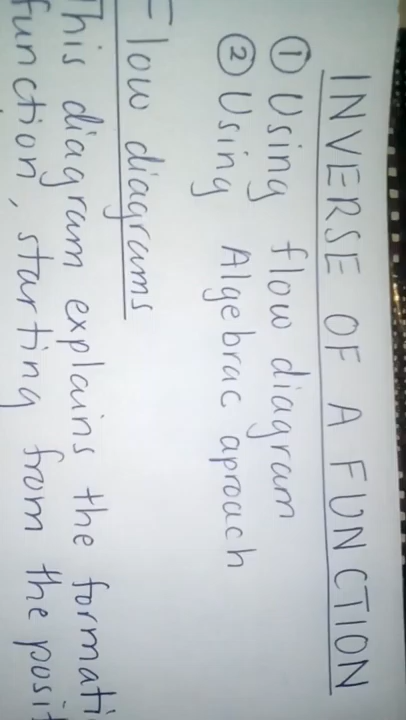 INVERSE OF A FUNCTION
① Using flow diagram
② Using Algebrac aproach
Flow diagrams
This diagram explains the formati
function, starting from the posit